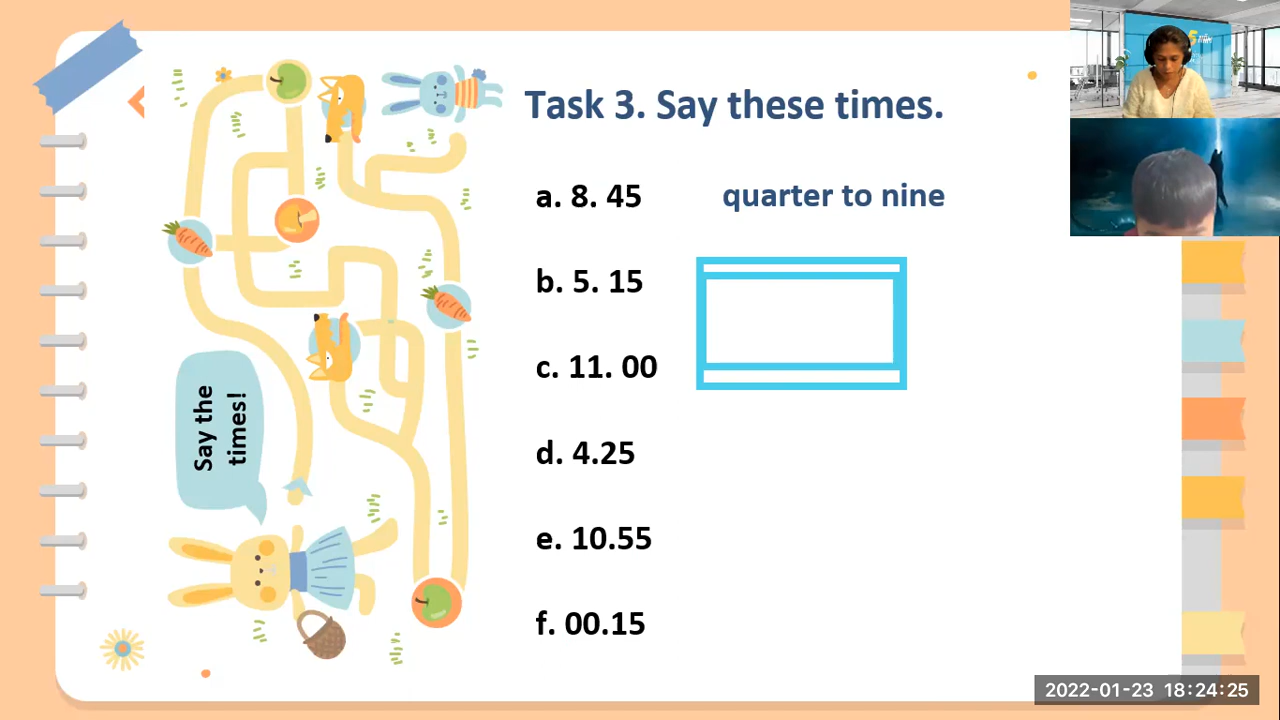 Task 3. Say these times.
a. 8. 45
quarter to nine
b. 5. 15
c. 11. 00
d. 4.25
e. 10.55
f. 00.15
Say the
times!
2022-01-23 18:24:25